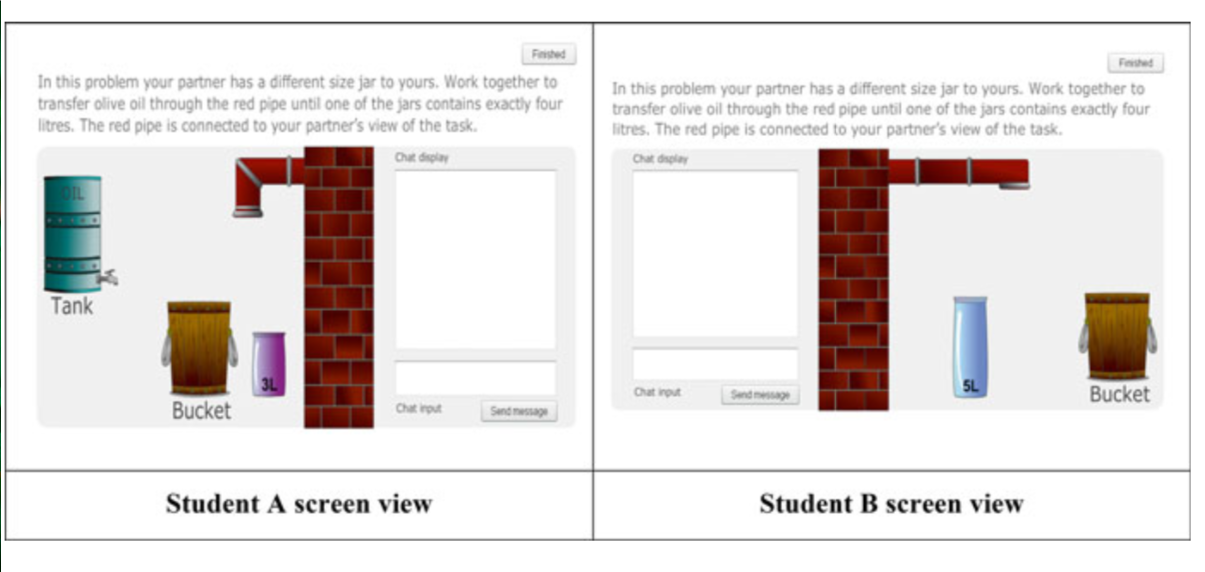 Finished
In this problem your partner has a different size jar to yours. Work together to
transfer olive oil through the red pipe until one of the jars contains exactly four
litres. The red pipe is connected to your partner's view of the task.
Chat display
OIL
Tank
3L
Bucket
Chat input
Send message
Student A screen view
Finished
In this problem your partner has a different size jar to yours. Work together to
transfer olive oil through the red pipe until one of the jars contains exactly four
litres. The red pipe is connected to your partner's view of the task.
Chat display
5L
Bucket
Chat input
Send message
Student B screen view